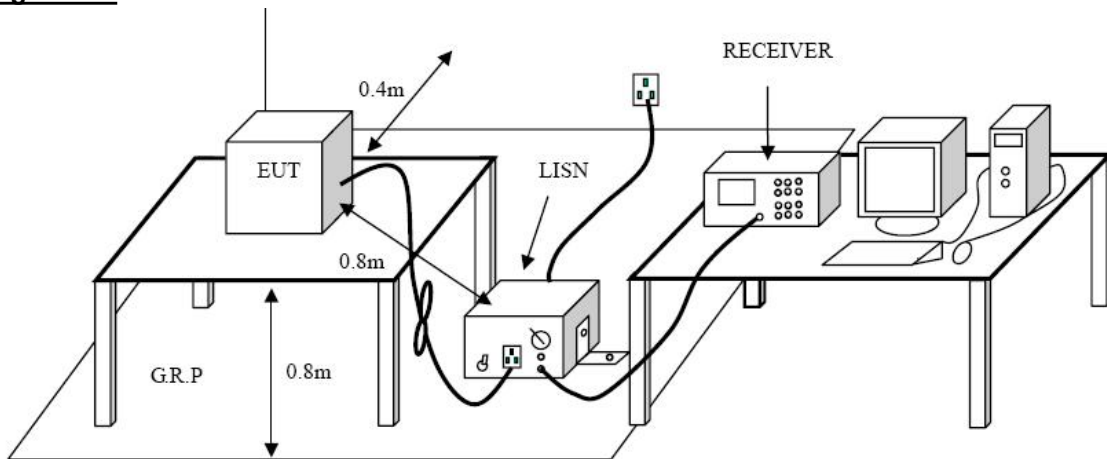 RECEIVER
0.4m
EUT
LISN
0.8m
G.R.P
0.8m